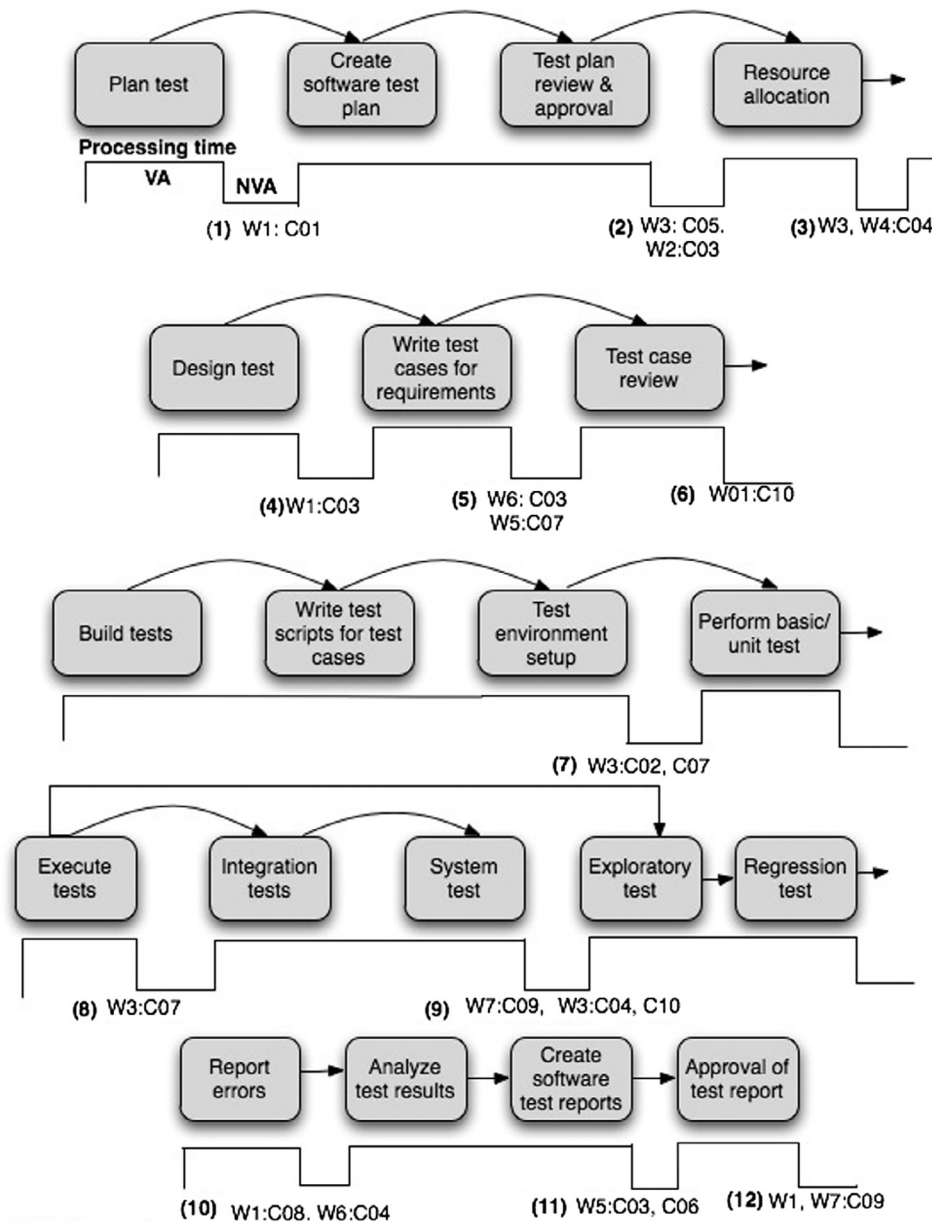 Plan test
Create
software test
plan
Test plan
review &
approval
Resource
allocation
Processing time
VA
NVA
(1) W1: C01
(2) W3: C05.
W2:C03
(3) W3, W4:C04
Design test
Write test
cases for
requirements
Test case
review
(4) W1:C03
(5) W6: C03
W5:C07
(6) W01:C10
Build tests
Write test
scripts for test
cases
Test
environment
setup
Perform basic/
unit test
(7) W3:C02, C07
Execute
tests
Integration
tests
System
test
Exploratory
test
Regression
test
(8) W3:C07
(9) W7:C09, W3:C04, C10
Report
errors
Analyze
test results
Create
software
test reports
Approval of
test report
(10) W1:C08. W6:C04
(11) W5:C03, C06
(12) W1, W7:C09